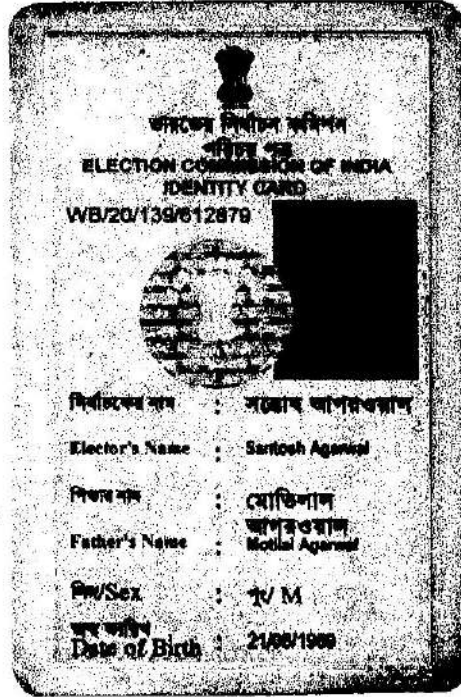 ভারতের নির্বাচন কমিশন
পরিচয় পত্র
ELECTION COMMISSION OF INDIA
IDENTITY CARD
WB/20/139/612879
নির্বাচকের নাম : সন্তোষ আগরওয়াল
Elector's Name : Santosh Agarwal
পিতার নাম : মোতিলাল
আগরওয়াল
Father's Name : Motilal Agarwal
লিঙ্গ/Sex : পুং/ M
জন্ম তারিখ
Date of Birth :